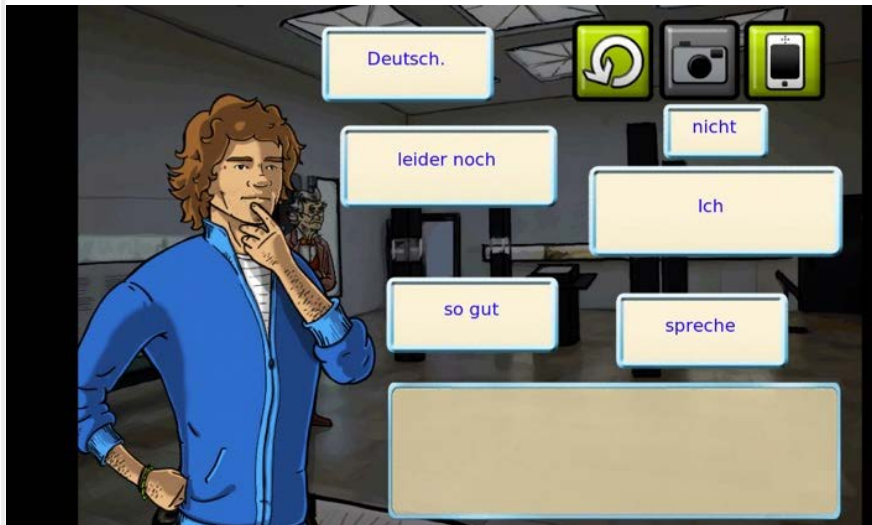 Deutsch.
nicht
leider noch
Ich
so gut
spreche